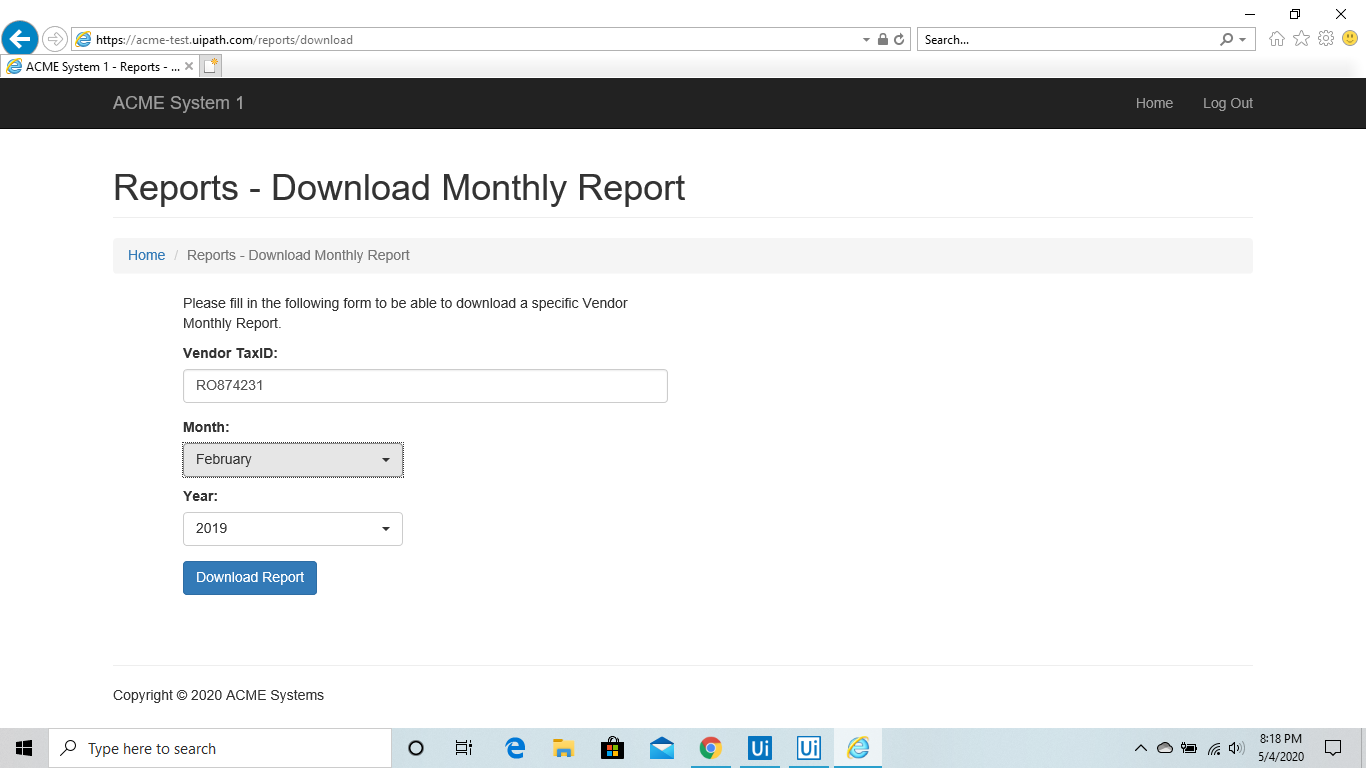 https://acme-test.uipath.com/reports/download
Search...
ACME System 1 - Reports - ...
ACME System 1
Home
Log Out
Reports - Download Monthly Report
Home / Reports - Download Monthly Report
Please fill in the following form to be able to download a specific Vendor
Monthly Report.
Vendor TaxID:
RO874231
Month:
February
Year:
2019
Download Report
Copyright © 2020 ACME Systems
Type here to search
Ui
Ui
8:18 PM
5/4/2020